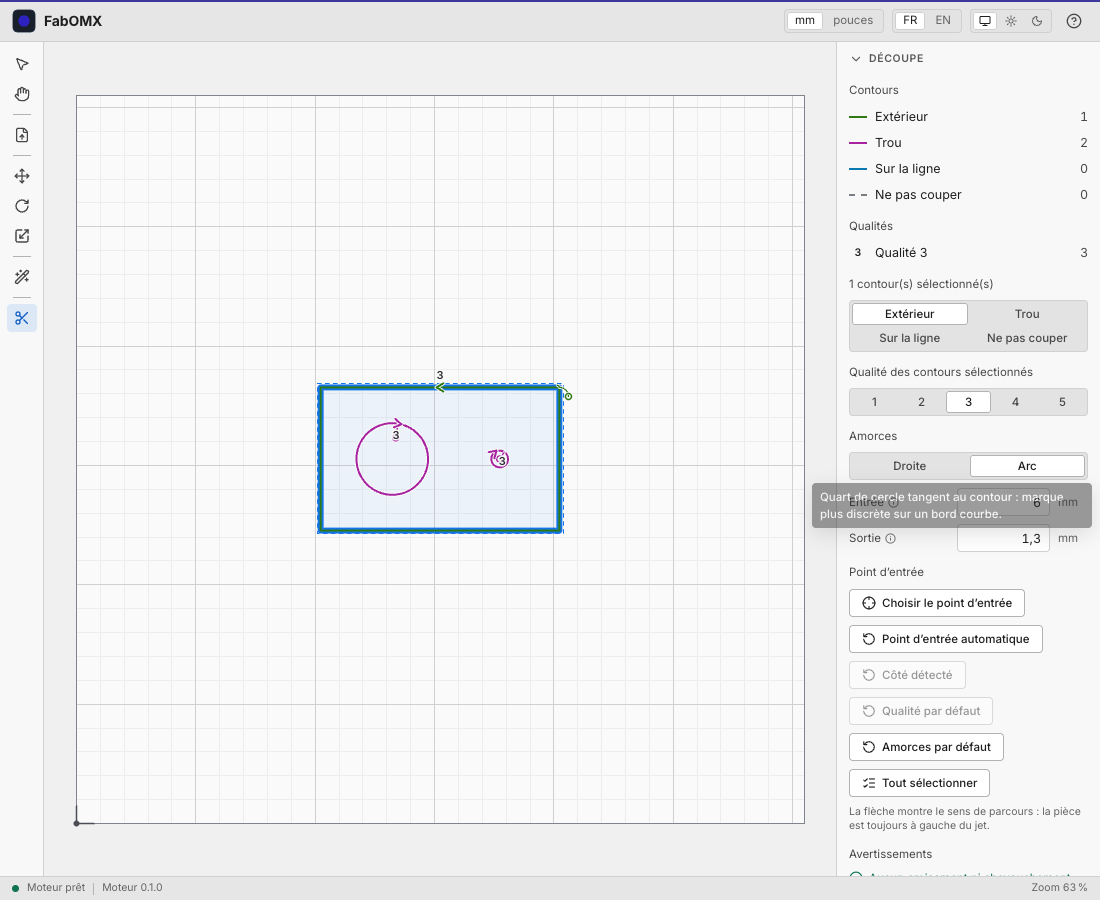 FabOMX
mm pouces
FR EN
DÉCOUPE
Contours
Extérieur 1
Trou 2
Sur la ligne 0
Ne pas couper 0
Qualités
3 Qualité 3 3
1 contour(s) sélectionné(s)
Extérieur Trou
Sur la ligne Ne pas couper
Qualité des contours sélectionnés
1 2 3 4 5
Amorces
Droite Arc
Quart de cercle tangent au contour : marque
plus discrète sur un bord courbe.
Entrée 6 mm
Sortie 1,3 mm
Point d’entrée
Choisir le point d’entrée
Point d’entrée automatique
Côté détecté
Qualité par défaut
Amorces par défaut
Tout sélectionner
La flèche montre le sens de parcours : la pièce
est toujours à gauche du jet.
Avertissements
3
3
3
Moteur prêt Moteur 0.1.0
Zoom 63 %